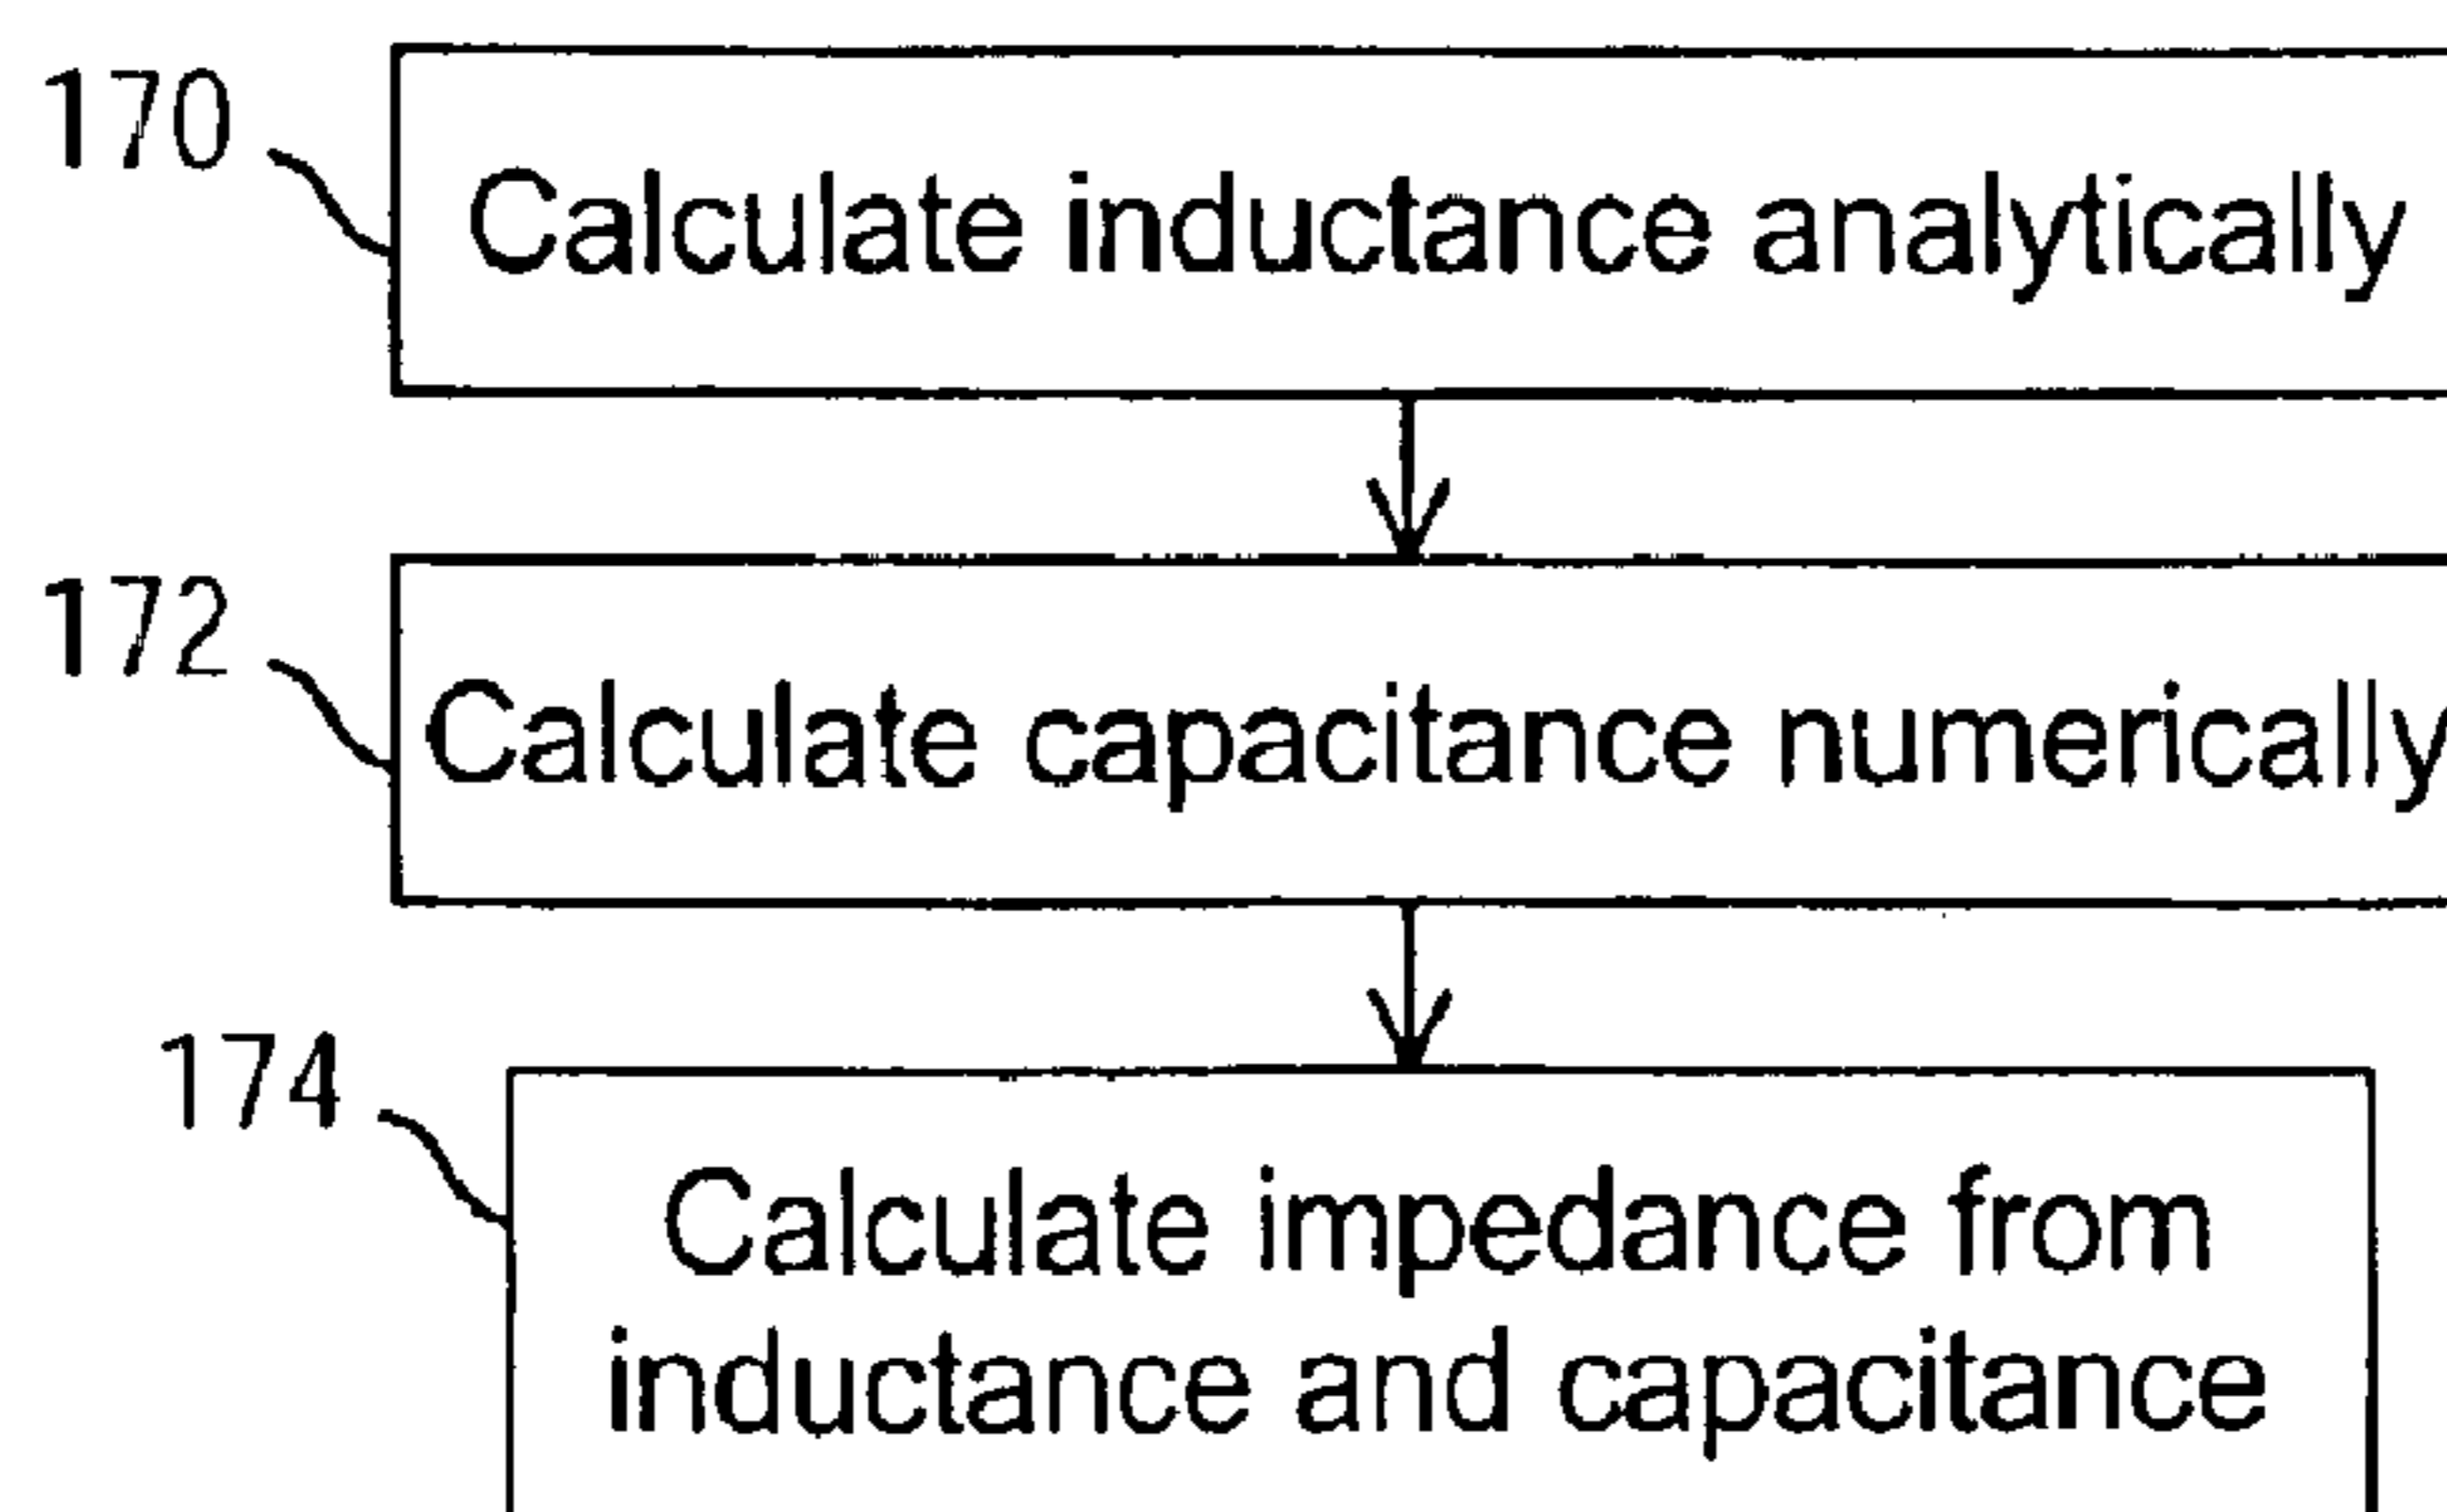 170
Calculate inductance analytically
172
Calculate capacitance numerically
174
Calculate impedance from
inductance and capacitance